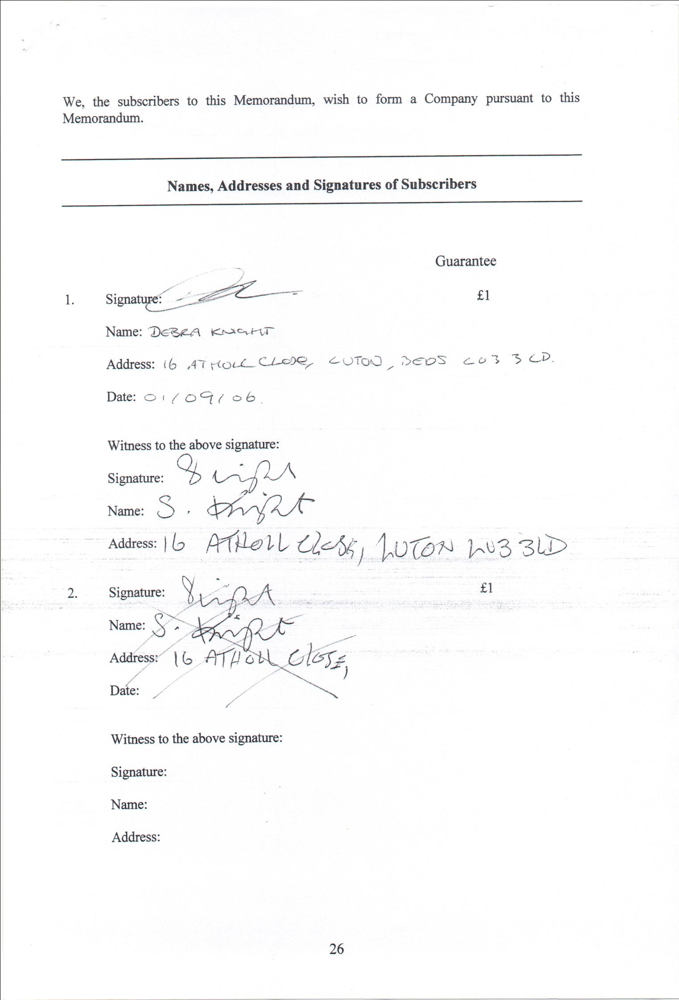 We, the subscribers to this Memorandum, wish to form a Company pursuant to this
Memorandum.
Names, Addresses and Signatures of Subscribers
Guarantee
1. Signature: £1
Name: DEBRA KNIGHT
Address: 16 ATHOLL CLOSE, LUTON, BEDS LU3 3LD.
Date: 01/09/06.
Witness to the above signature:
Signature:
Name: S. Knight
Address: 16 ATHOLL CLOSE, LUTON LU3 3LD
2. Signature: £1
Name: S. Knight
Address: 16 ATHOLL CLOSE,
Date:
Witness to the above signature:
Signature:
Name:
Address:
26